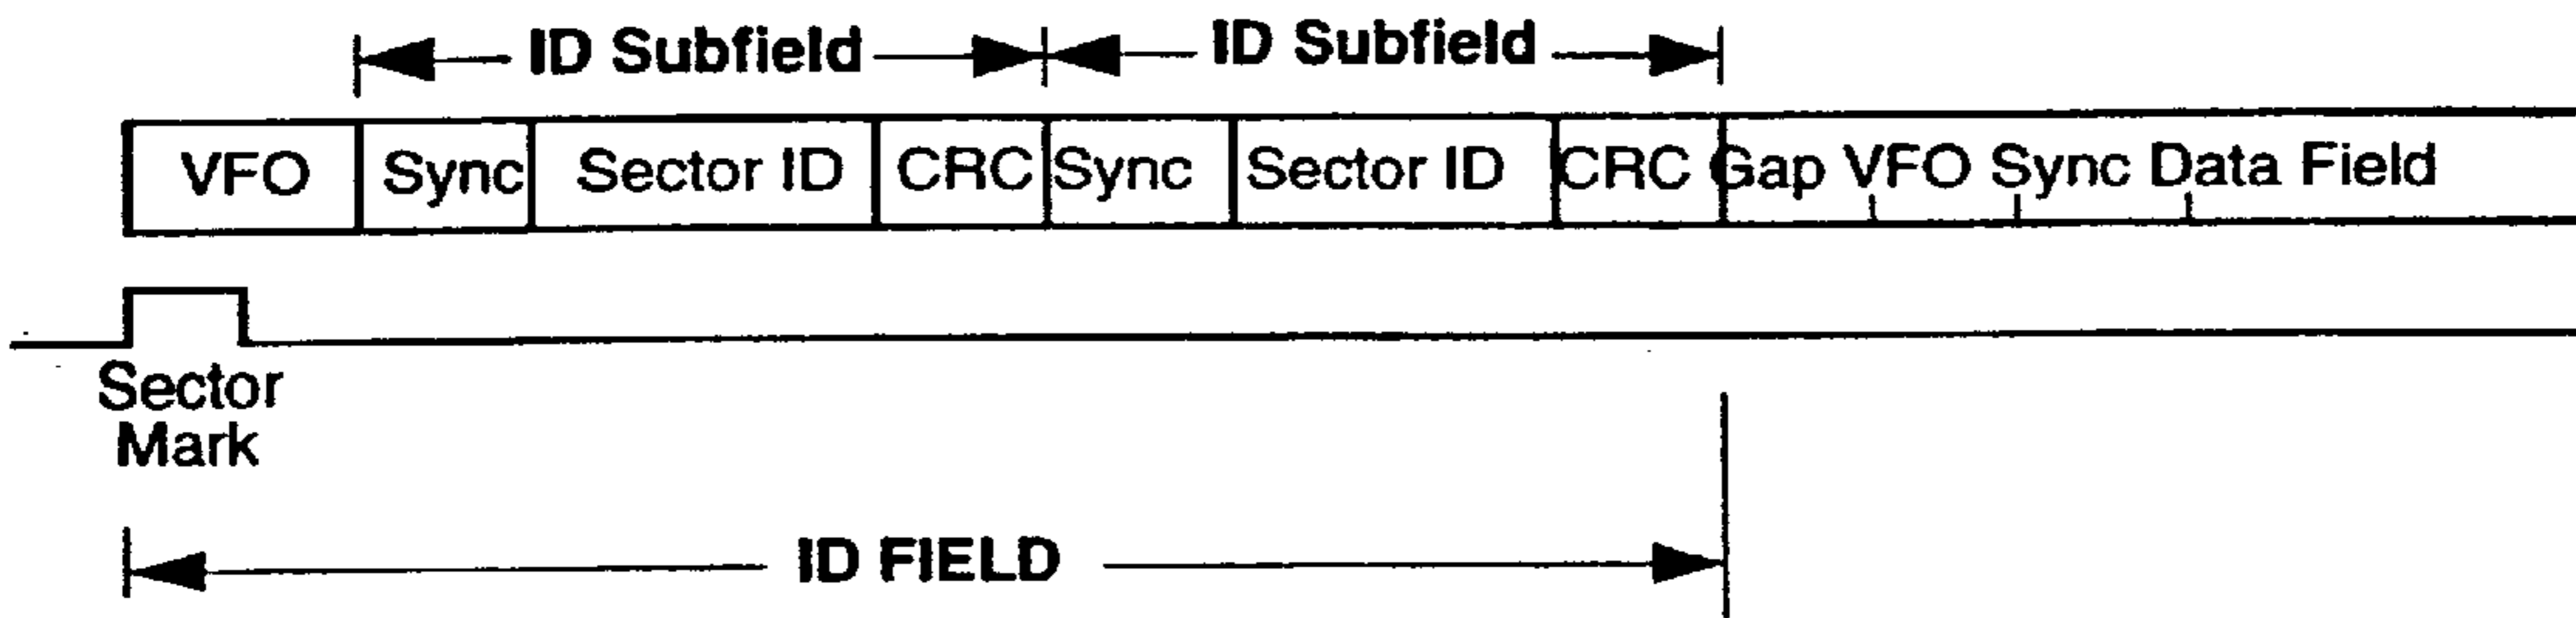 ID Subfield ID Subfield
VFO Sync Sector ID CRC Sync Sector ID CRC Gap VFO Sync Data Field
Sector
Mark
ID FIELD